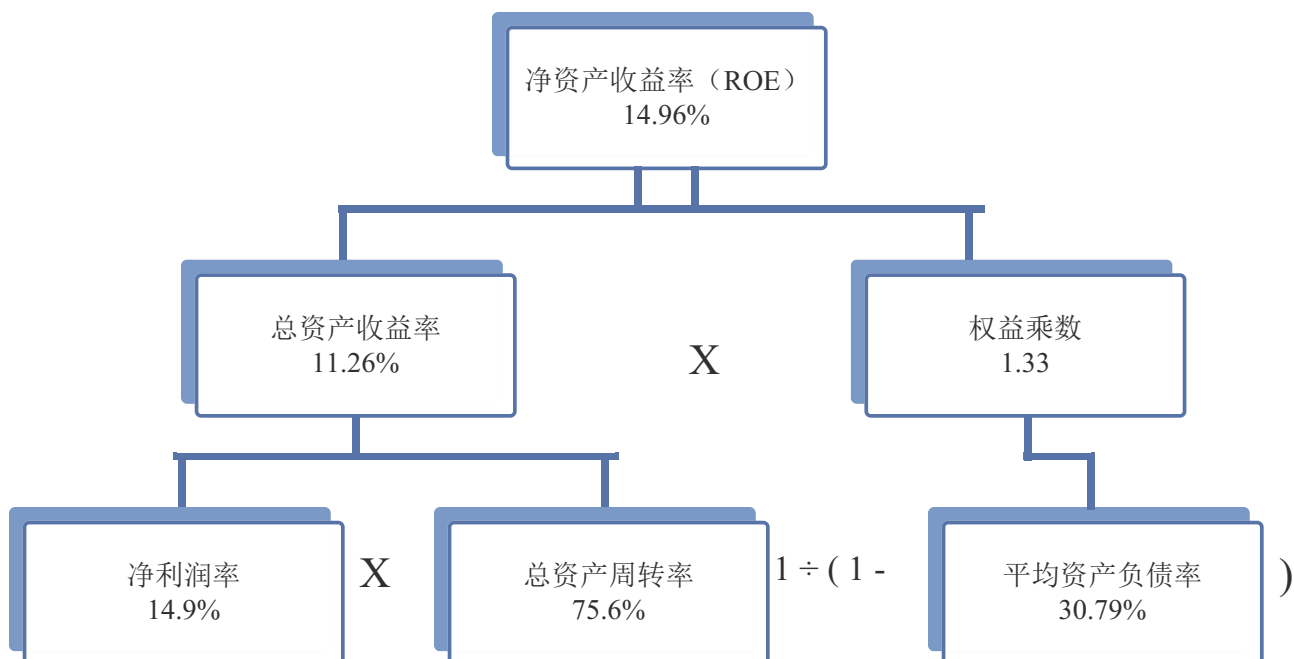 净资产收益率（ROE）
14.96%
总资产收益率
11.26%
X
权益乘数
1.33
净利润率
14.9%
X
总资产周转率
75.6%
1 ÷ ( 1 -
平均资产负债率
30.79%
)